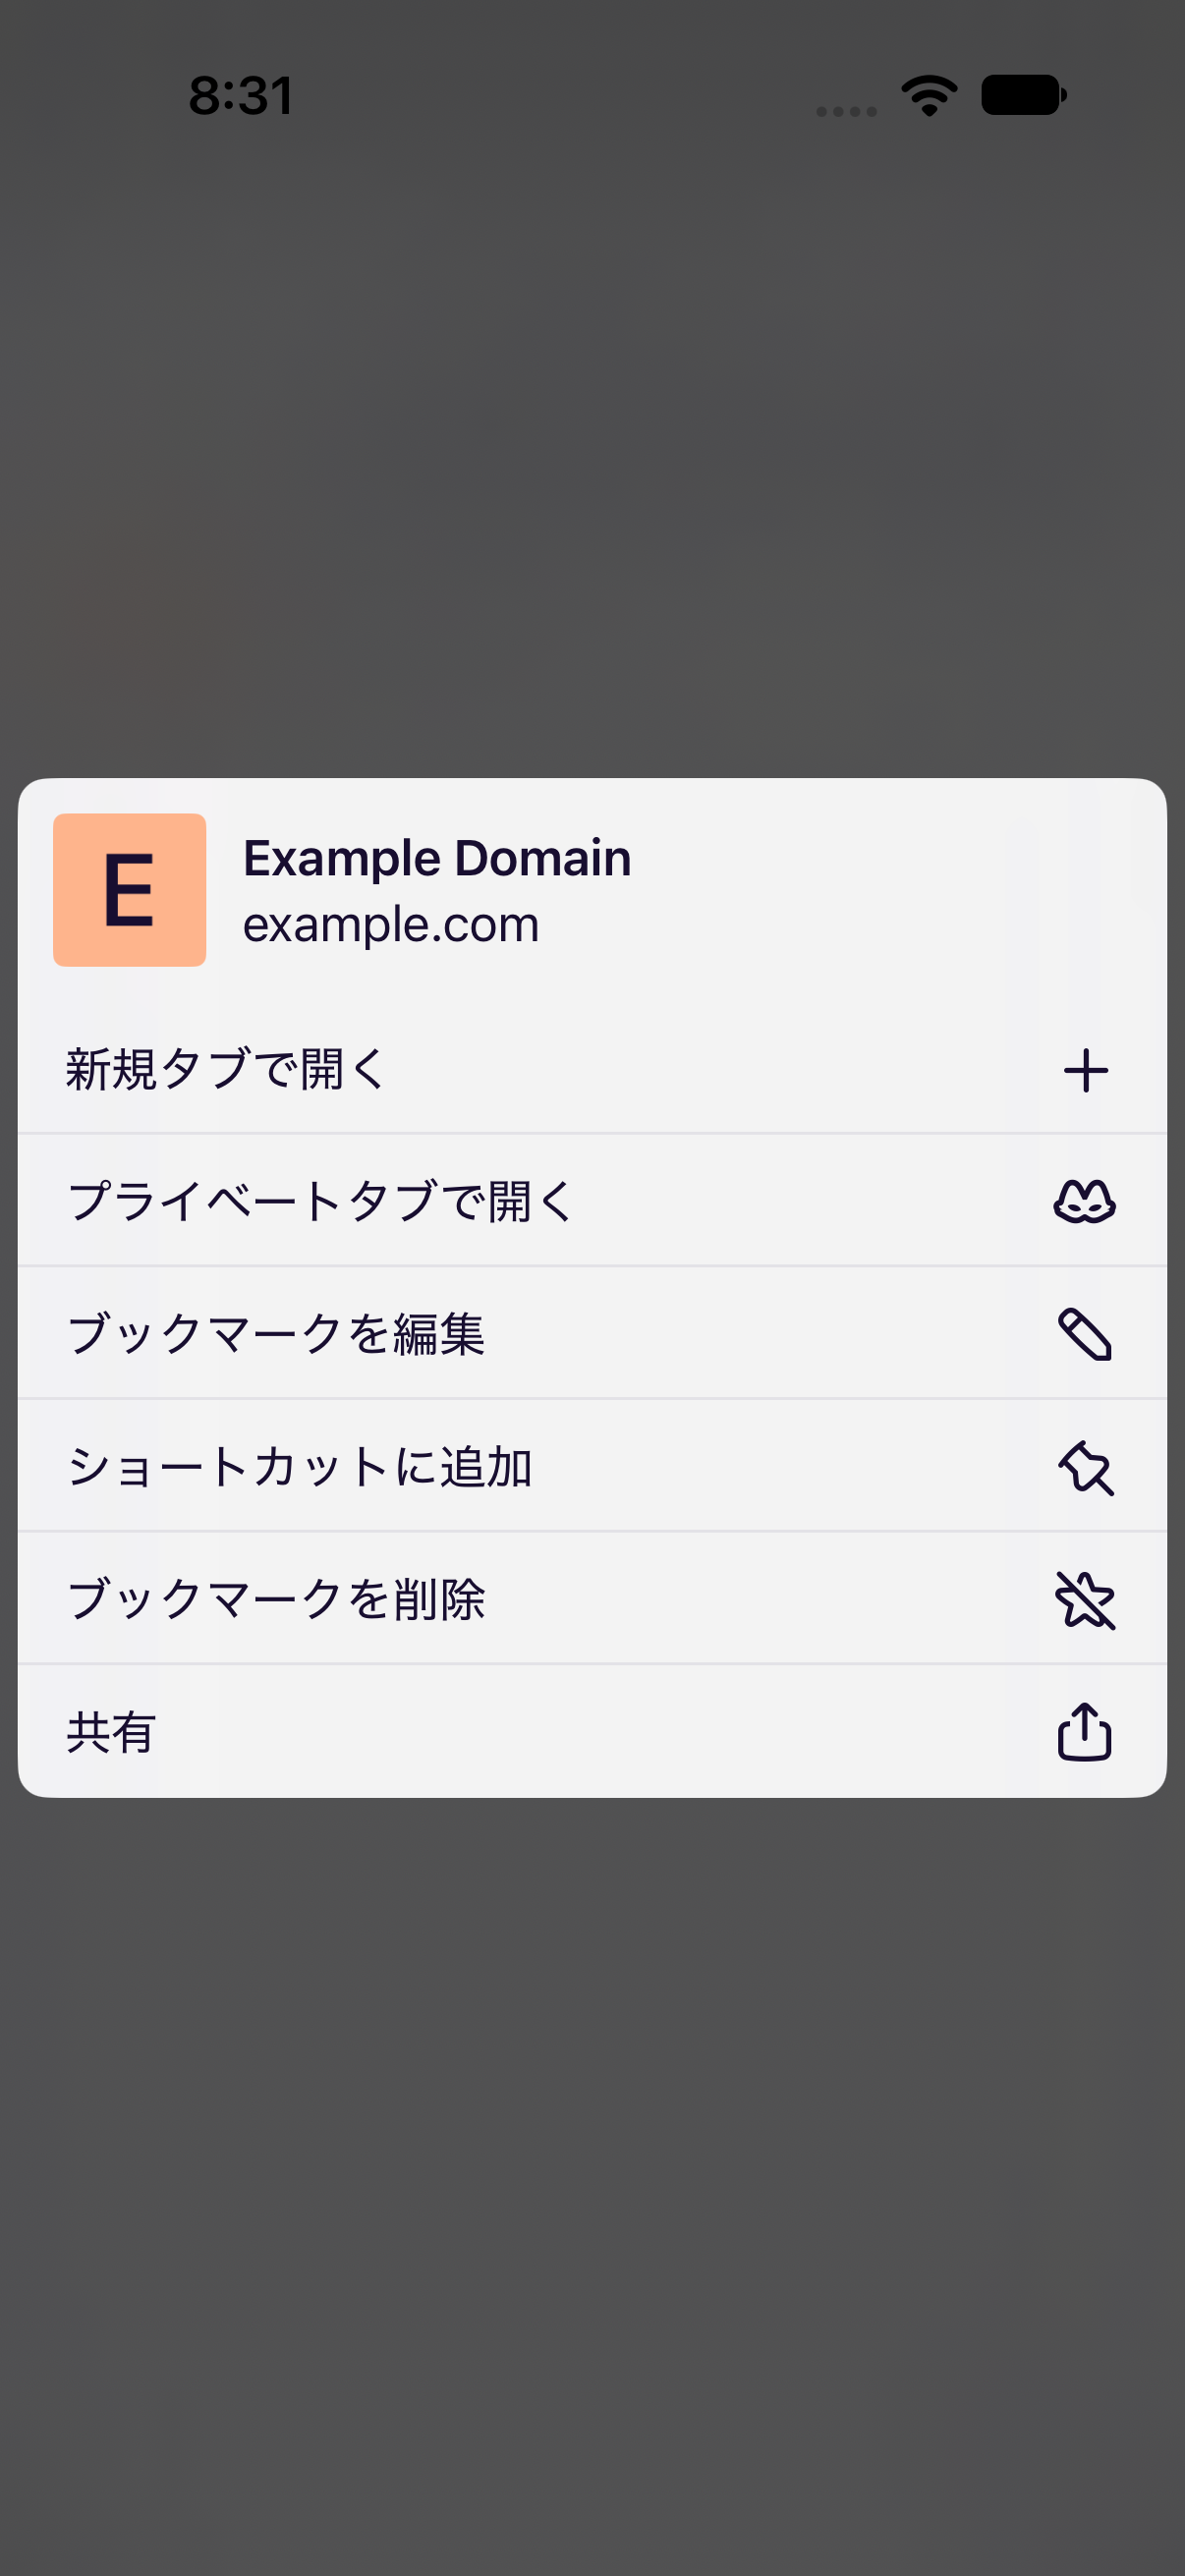 8:31
E
Example Domain
example.com
新規タブで開く
プライベートタブで開く
ブックマークを編集
ショートカットに追加
ブックマークを削除
共有